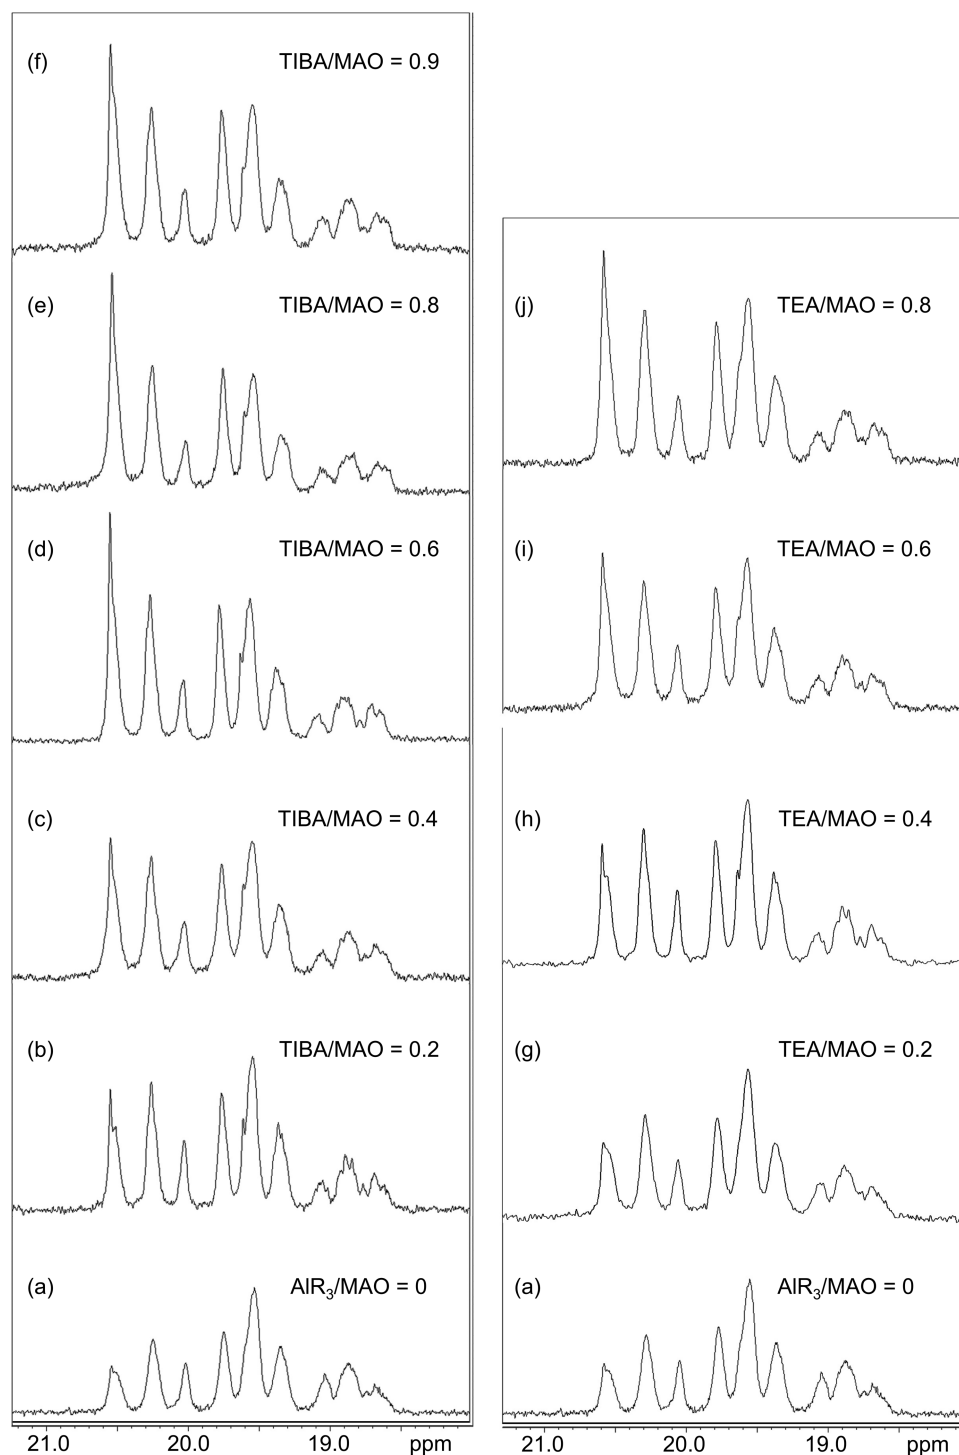 (f) TIBA/MAO = 0.9
(e) TIBA/MAO = 0.8
(d) TIBA/MAO = 0.6
(c) TIBA/MAO = 0.4
(b) TIBA/MAO = 0.2
(a) AlR₃/MAO = 0
21.0 20.0 19.0 ppm
(j) TEA/MAO = 0.8
(i) TEA/MAO = 0.6
(h) TEA/MAO = 0.4
(g) TEA/MAO = 0.2
(a) AlR₃/MAO = 0
21.0 20.0 19.0 ppm